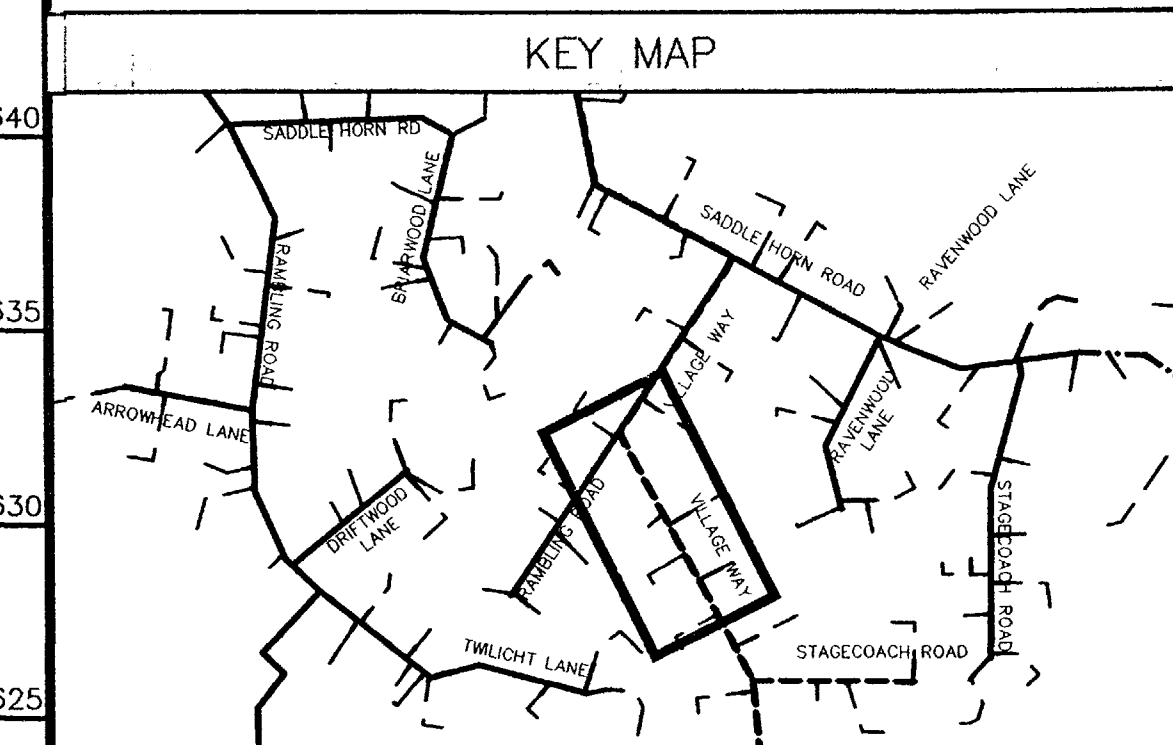 KEY MAP
640
SADDLE HORN RD
BRIARWOOD LANE
SADDLE HORN ROAD
RAVENWOOD LANE
RAMBLING ROAD
635
VILLAGE WAY
ARROWHEAD LANE
RAVENWOOD
LANE
630
DRIFTWOOD
LANE
RAMBLING ROAD
VILLAGE WAY
STAGECOACH ROAD
TWILICHT LANE
STAGECOACH ROAD
625